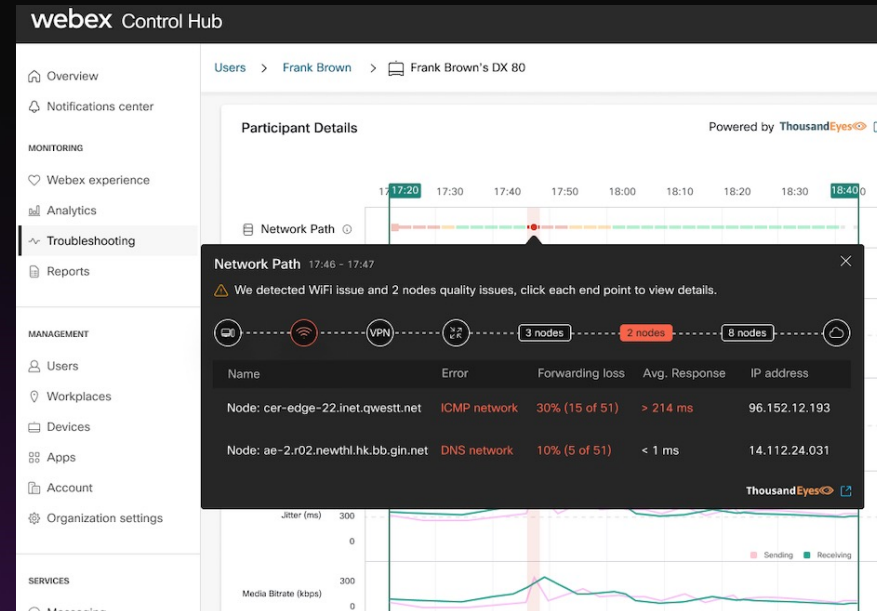 webex Control Hub
Overview
Notifications center
MONITORING
Webex experience
Analytics
Troubleshooting
Reports
MANAGEMENT
Users
Workplaces
Devices
Apps
Account
Organization settings
SERVICES
Messaging
Users > Frank Brown > Frank Brown's DX 80
Participant Details
Powered by ThousandEyes
17:20 17:30 17:40 17:50 18:00 18:10 18:20 18:30 18:40
Network Path
Network Path 17:46 - 17:47
We detected WiFi issue and 2 nodes quality issues, click each end point to view details.
VPN 3 nodes 2 nodes 8 nodes
Name Error Forwarding loss Avg. Response IP address
Node: cer-edge-22.inet.qwestt.net ICMP network 30% (15 of 51) > 214 ms 96.152.12.193
Node: ae-2.r02.newthl.hk.bb.gin.net DNS network 10% (5 of 51) < 1 ms 14.112.24.031
ThousandEyes
Jitter (ms) 300
0
Sending Receiving
300
Media Bitrate (kbps)
0